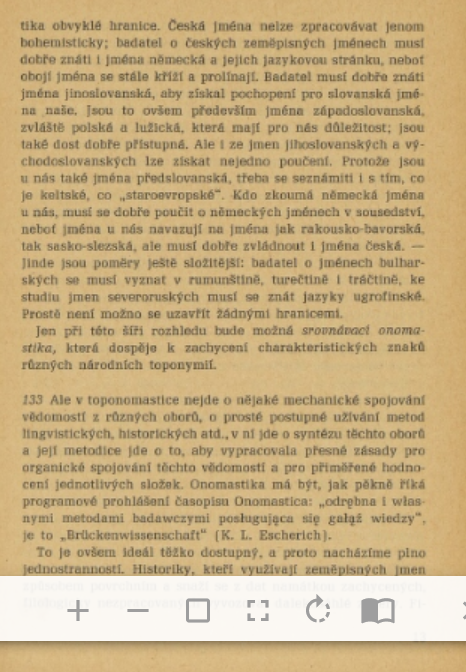 tika obvyklé hranice. Česká jména nelze zpracovávat jenom
bohemisticky; badatel o českých zeměpisných jménech musí
dobře znáti i jména německá a jejich jazykovou stránku, neboť
obojí jména se stále kříží a prolínají. Badatel musí dobře znáti
jména jinoslovanská, aby získal pochopení pro slovanská jmé-
na naše. Jsou to ovšem především jména západoslovanská,
zvláště polská a lužická, která mají pro nás důležitost; jsou
také dost dobře přístupná. Ale i ze jmen jihoslovanských a vý-
chodoslovanských lze získat nejedno poučení. Protože jsou
u nás také jména předslovanská, třeba se seznámiti i s tím, co
je keltské, co „staroevropské“. Kdo zkoumá německá jména
u nás, musí se dobře poučit o německých jménech v sousedství,
neboť jména u nás navazují na jména jak rakousko-bavorská,
tak sasko-slezská, ale musí dobře zvládnout i jména česká. —
Jinde jsou poměry ještě složitější: badatel o jménech bulhar-
ských se musí vyznat v rumunštině, turečtině i tráčtině, ke
studiu jmen severoruských musí se znát jazyky ugrofinské.
Prostě není možno se uzavřít žádnými hranicemi.
Jen při této šíři rozhledu bude možná srovnávací onoma-
stika, která dospěje k zachycení charakteristických znaků
různých národních toponymií.
133 Ale v toponomastice nejde o nějaké mechanické spojování
vědomostí z různých oborů, o prosté postupné užívání metod
lingvistických, historických atd., v ní jde o syntézu těchto oborů
a její metodice jde o to, aby vypracovala přesné zásady pro
organické spojování těchto vědomostí a pro přiměřené hodno-
cení jednotlivých složek. Onomastika má být, jak pěkně říká
programové prohlášení časopisu Onomastica: „odrębna i włas-
nymi metodami badawczymi posługująca się gałąź wiedzy“,
je to „Brückenwissenschaft“ (K. L. Escherich).
To je ovšem ideál těžko dostupný, a proto nacházíme plno
jednostranností. Historiky, kteří využívají zeměpisných jmen